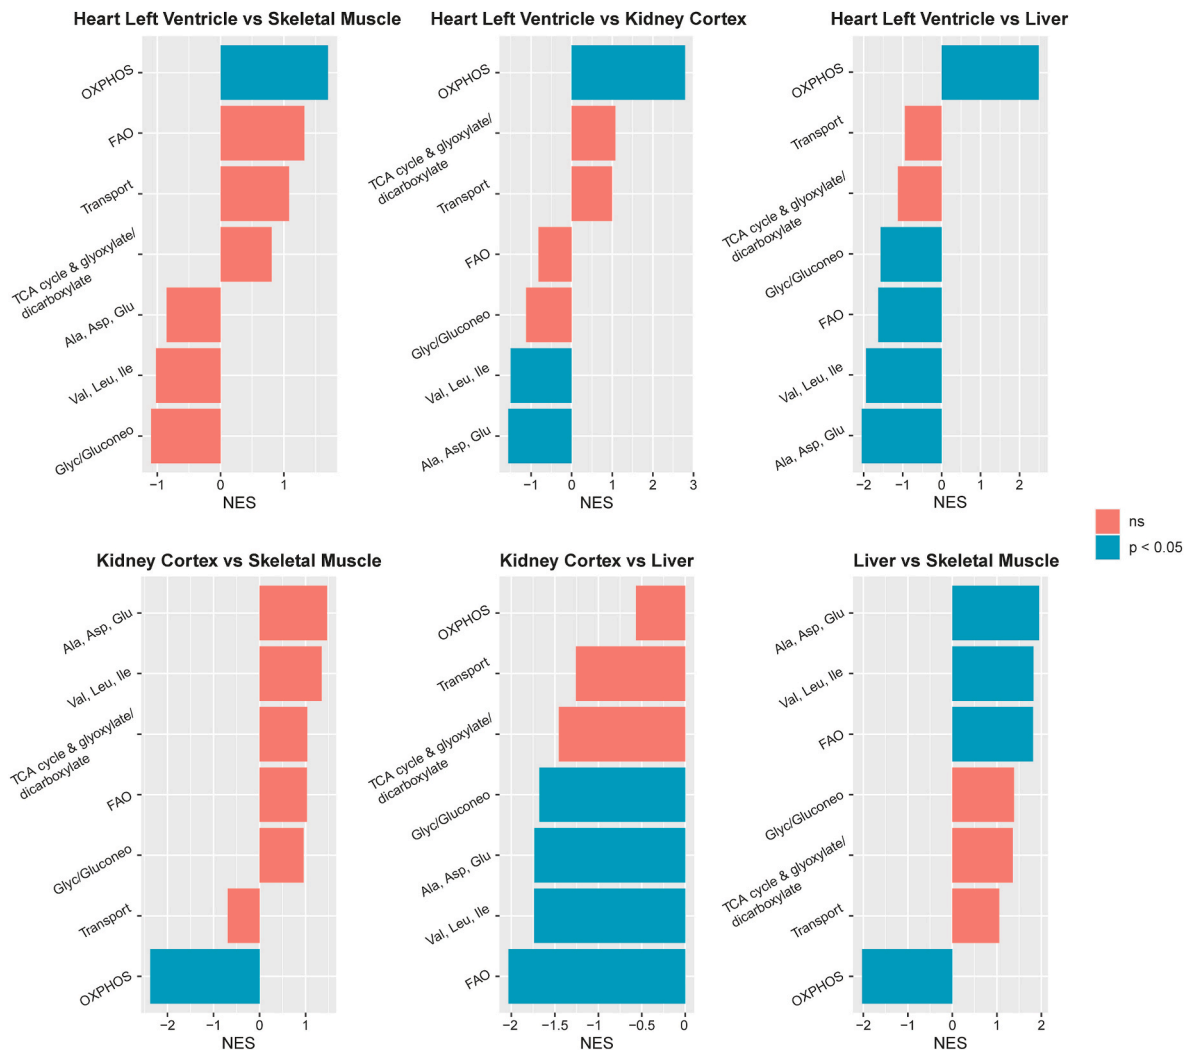 Heart Left Ventricle vs Skeletal Muscle
OXPHOS
FAO
Transport
TCA cycle & glyoxylate/
dicarboxylate
Ala, Asp, Glu
Val, Leu, Ile
Glyc/Gluconeo
−1 0 1
NES
Heart Left Ventricle vs Kidney Cortex
OXPHOS
TCA cycle & glyoxylate/
dicarboxylate
Transport
FAO
Glyc/Gluconeo
Val, Leu, Ile
Ala, Asp, Glu
−1 0 1 2 3
NES
Heart Left Ventricle vs Liver
OXPHOS
Transport
TCA cycle & glyoxylate/
dicarboxylate
Glyc/Gluconeo
FAO
Val, Leu, Ile
Ala, Asp, Glu
−2 −1 0 1 2
NES
ns
p < 0.05
Kidney Cortex vs Skeletal Muscle
Ala, Asp, Glu
Val, Leu, Ile
TCA cycle & glyoxylate/
dicarboxylate
FAO
Glyc/Gluconeo
Transport
OXPHOS
−2 −1 0 1
NES
Kidney Cortex vs Liver
OXPHOS
Transport
TCA cycle & glyoxylate/
dicarboxylate
Glyc/Gluconeo
Ala, Asp, Glu
Val, Leu, Ile
FAO
−2 −1.5 −1 −0.5 0
NES
Liver vs Skeletal Muscle
Ala, Asp, Glu
Val, Leu, Ile
FAO
Glyc/Gluconeo
TCA cycle & glyoxylate/
dicarboxylate
Transport
OXPHOS
−2 −1 0 1 2
NES